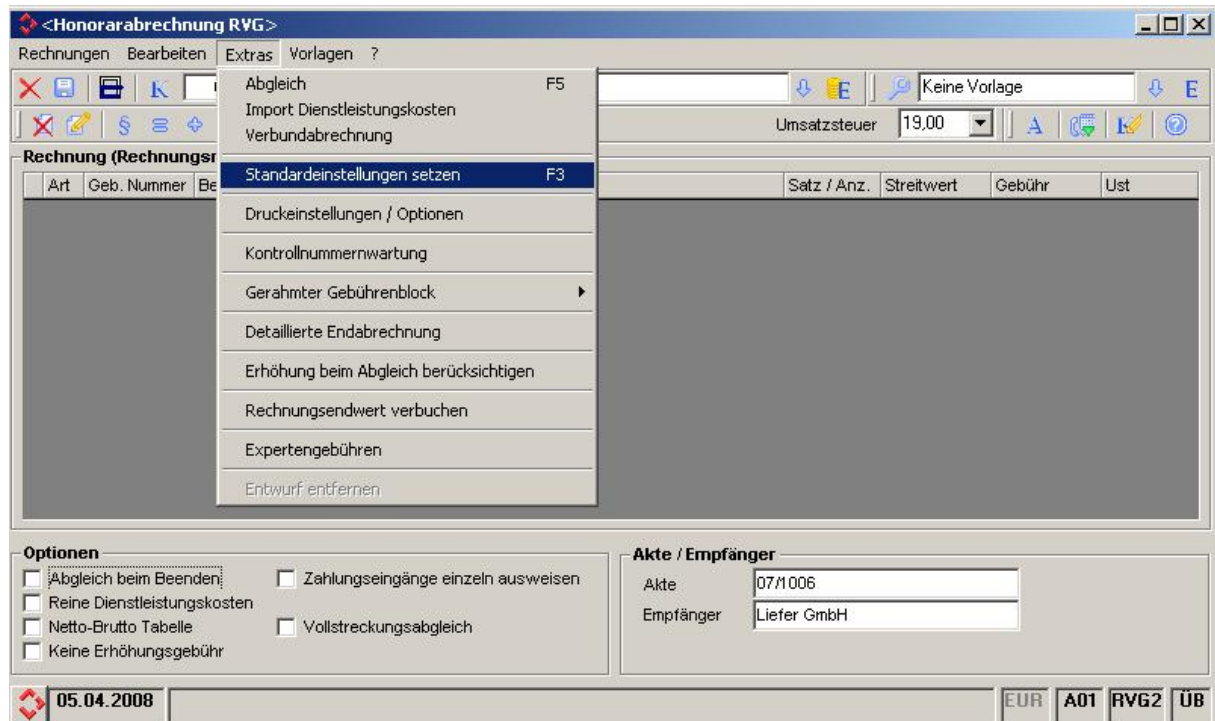 <Honorarabrechnung RVG>
Rechnungen Bearbeiten Extras Vorlagen ?
Abgleich F5
Import Dienstleistungskosten
Verbundabrechnung
Standardeinstellungen setzen F3
Druckeinstellungen / Optionen
Kontrollnummernwartung
Gerahmter Gebührenblock
Detaillierte Endabrechnung
Erhöhung beim Abgleich berücksichtigen
Rechnungsendwert verbuchen
Expertengebühren
Entwurf entfernen
K E Keine Vorlage E
§ Umsatzsteuer 19,00 A
Rechnung (Rechnungsr
Art Geb. Nummer Be Satz / Anz. Streitwert Gebühr Ust
Optionen
Abgleich beim Beenden Zahlungseingänge einzeln ausweisen
Reine Dienstleistungskosten
Netto-Brutto Tabelle Vollstreckungsabgleich
Keine Erhöhungsgebühr
Akte / Empfänger
Akte 07/1006
Empfänger Liefer GmbH
05.04.2008 EUR A01 RVG2 ÜB